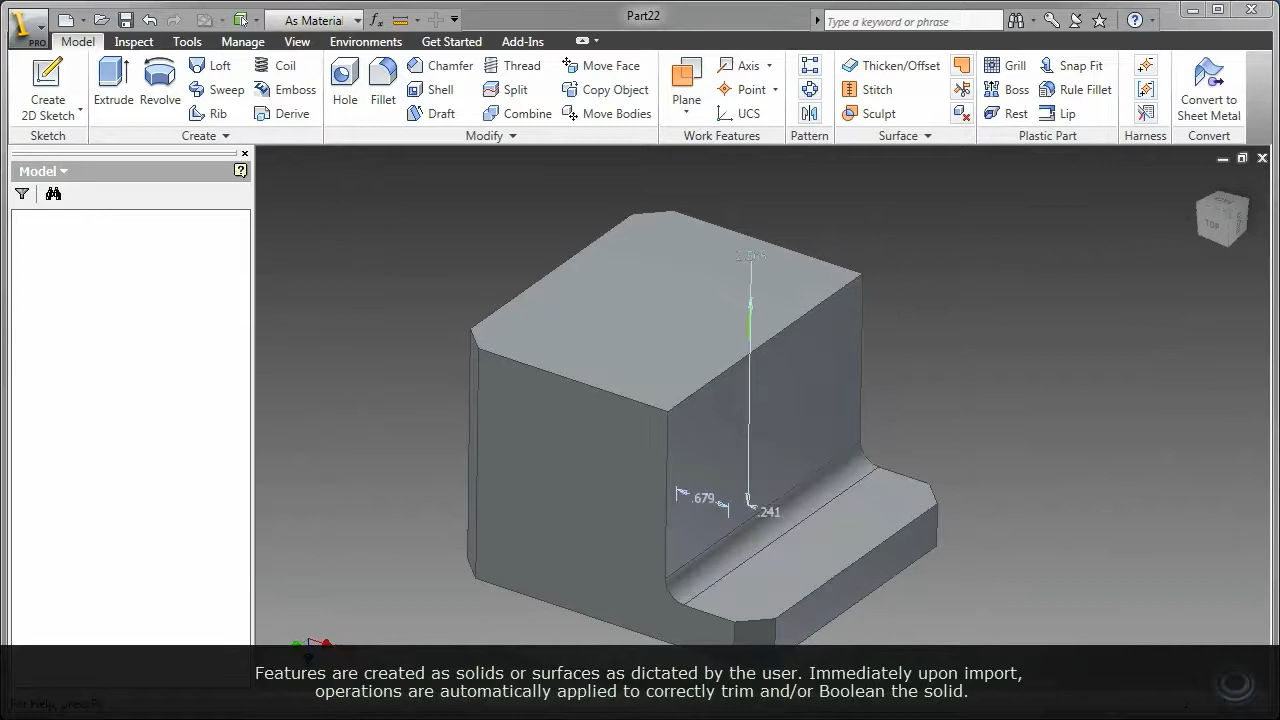 Part22
As Material
Type a keyword or phrase
PRO
Model Inspect Tools Manage View Environments Get Started Add-Ins
Loft Coil Chamfer Thread Move Face Axis Thicken/Offset Grill Snap Fit
Create 2D Sketch Extrude Revolve Sweep Emboss Hole Fillet Shell Split Copy Object Plane Point Stitch Boss Rule Fillet Convert to Sheet Metal
Rib Derive Draft Combine Move Bodies UCS Sculpt Rest Lip
Sketch Create Modify Work Features Pattern Surface Plastic Part Harness Convert
Model
TOP
.679
.241
Features are created as solids or surfaces as dictated by the user. Immediately upon import,
operations are automatically applied to correctly trim and/or Boolean the solid.